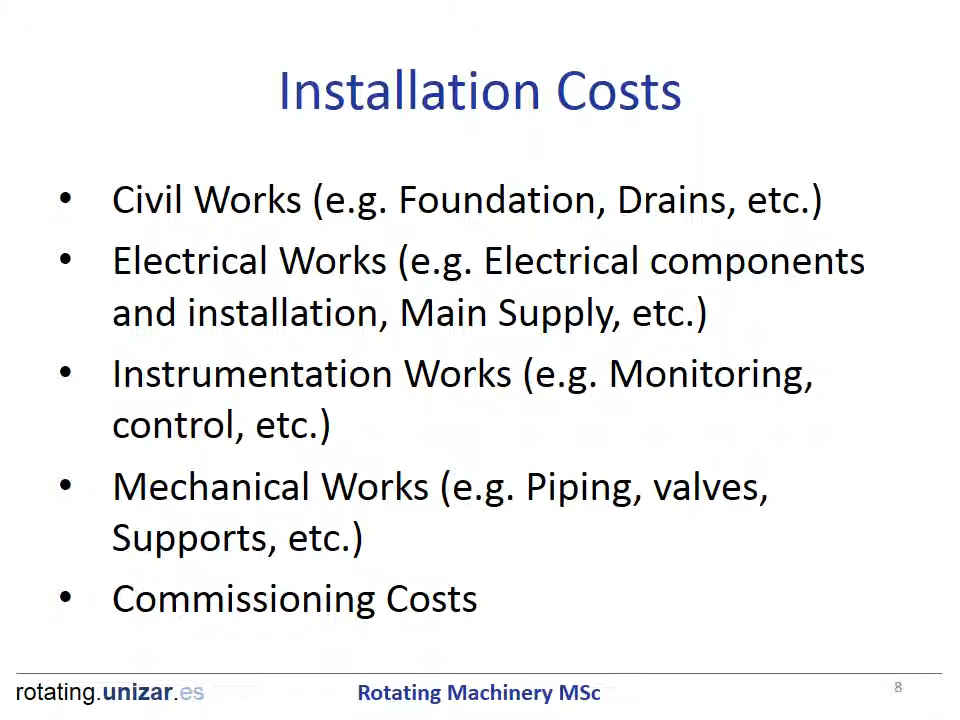 Installation Costs
• Civil Works (e.g. Foundation, Drains, etc.)
• Electrical Works (e.g. Electrical components
and installation, Main Supply, etc.)
• Instrumentation Works (e.g. Monitoring,
control, etc.)
• Mechanical Works (e.g. Piping, valves,
Supports, etc.)
• Commissioning Costs
rotating.unizar.es Rotating Machinery MSc 8